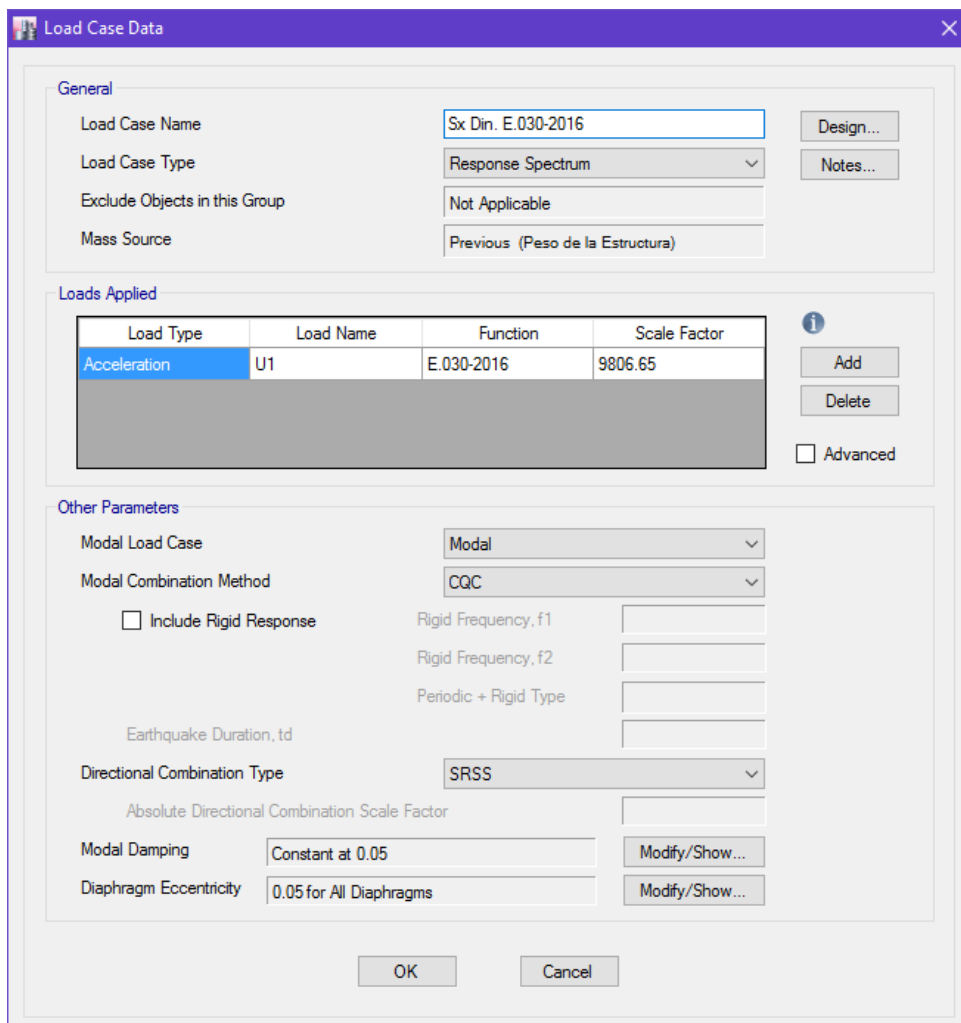 Load Case Data
General
Load Case Name Sx Din. E.030-2016 Design...
Load Case Type Response Spectrum Notes...
Exclude Objects in this Group Not Applicable
Mass Source Previous (Peso de la Estructura)
Loads Applied
Load Type Load Name Function Scale Factor
Acceleration U1 E.030-2016 9806.65 Add
Delete
Advanced
Other Parameters
Modal Load Case Modal
Modal Combination Method CQC
Include Rigid Response Rigid Frequency, f1
Rigid Frequency, f2
Periodic + Rigid Type
Earthquake Duration, td
Directional Combination Type SRSS
Absolute Directional Combination Scale Factor
Modal Damping Constant at 0.05 Modify/Show...
Diaphragm Eccentricity 0.05 for All Diaphragms Modify/Show...
OK Cancel